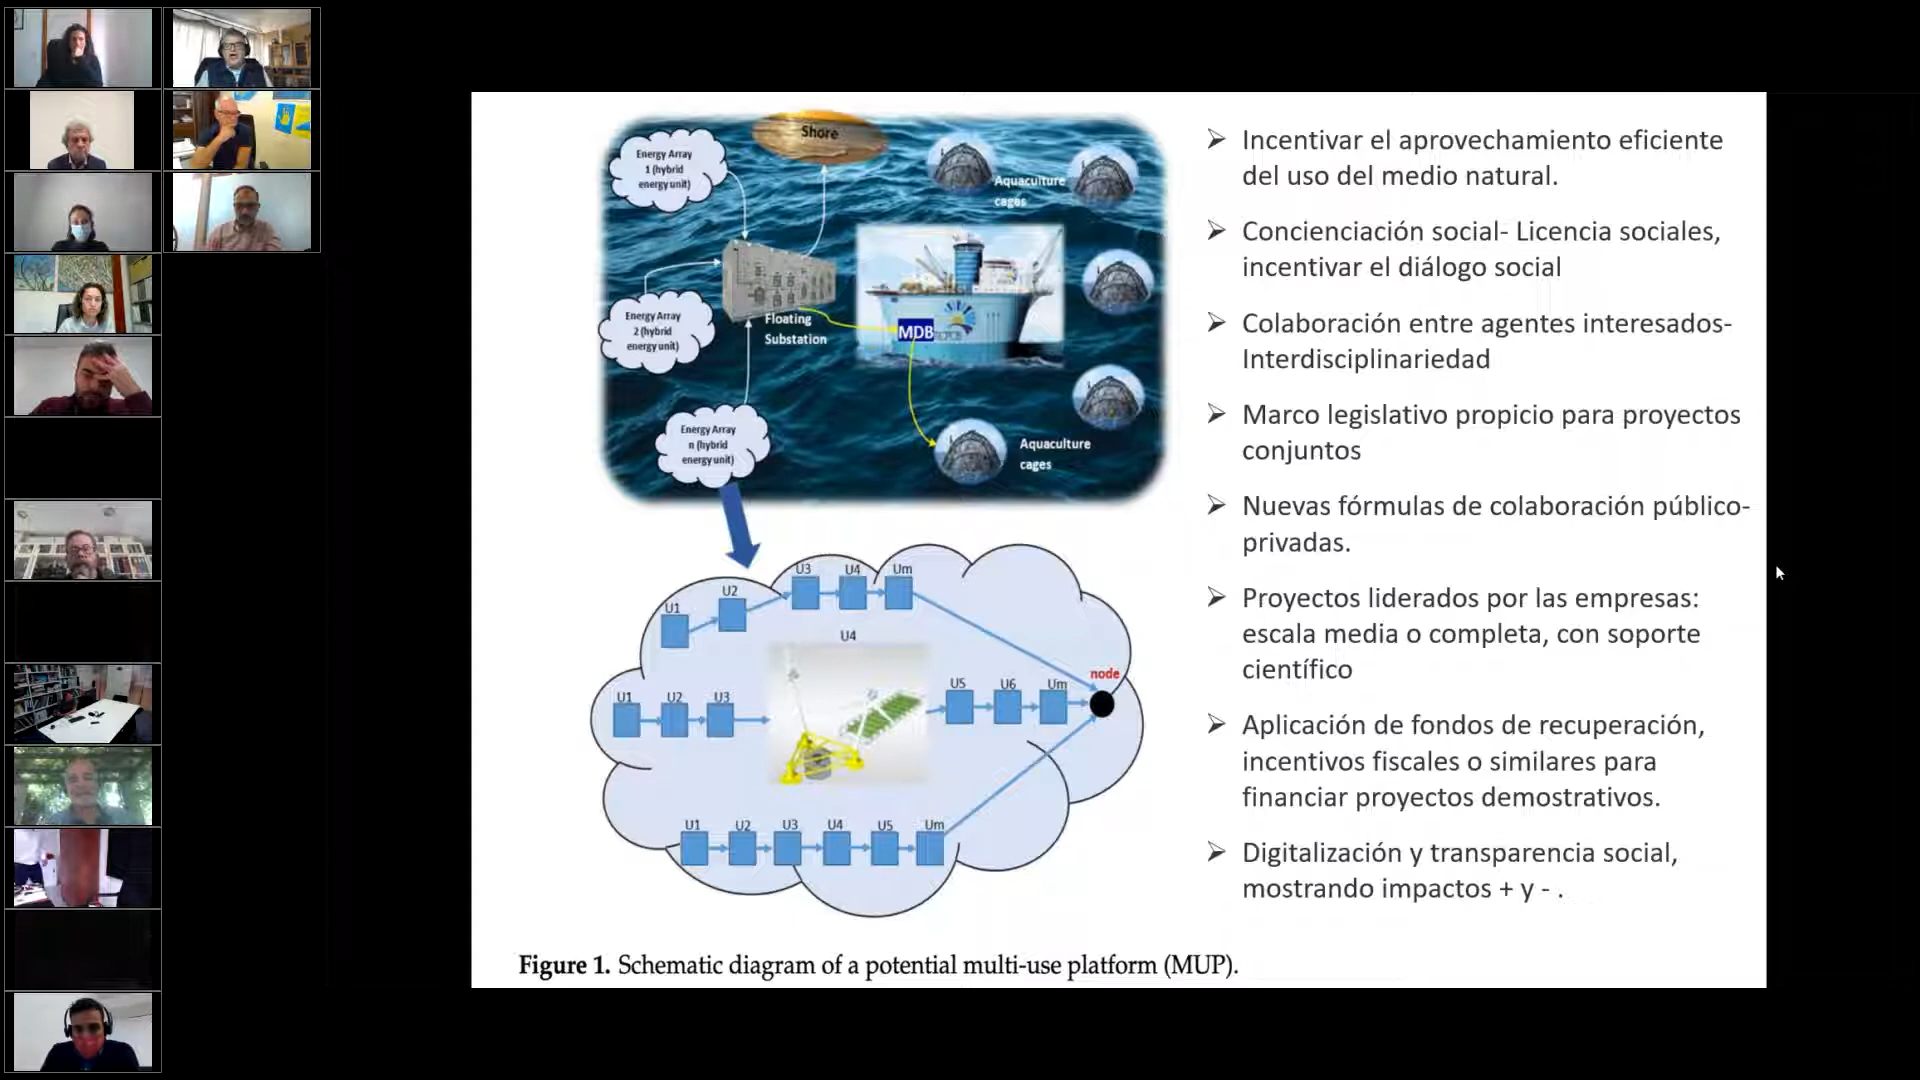 Shore
Energy Array
1 (hybrid
energy unit)
Aquaculture
cages
Energy Array
2 (hybrid
energy unit)
Floating
Substation
MDB
Energy Array
n (hybrid
energy unit)
Aquaculture
cages
U1
U2
U3
U4
Um
U4
U1
U2
U3
U5
U6
Um
node
U1
U2
U3
U4
U5
Um
Figure 1. Schematic diagram of a potential multi-use platform (MUP).
➢ Incentivar el aprovechamiento eficiente
del uso del medio natural.
➢ Concienciación social- Licencia sociales,
incentivar el diálogo social
➢ Colaboración entre agentes interesados-
Interdisciplinariedad
➢ Marco legislativo propicio para proyectos
conjuntos
➢ Nuevas fórmulas de colaboración público-
privadas.
➢ Proyectos liderados por las empresas:
escala media o completa, con soporte
científico
➢ Aplicación de fondos de recuperación,
incentivos fiscales o similares para
financiar proyectos demostrativos.
➢ Digitalización y transparencia social,
mostrando impactos + y - .